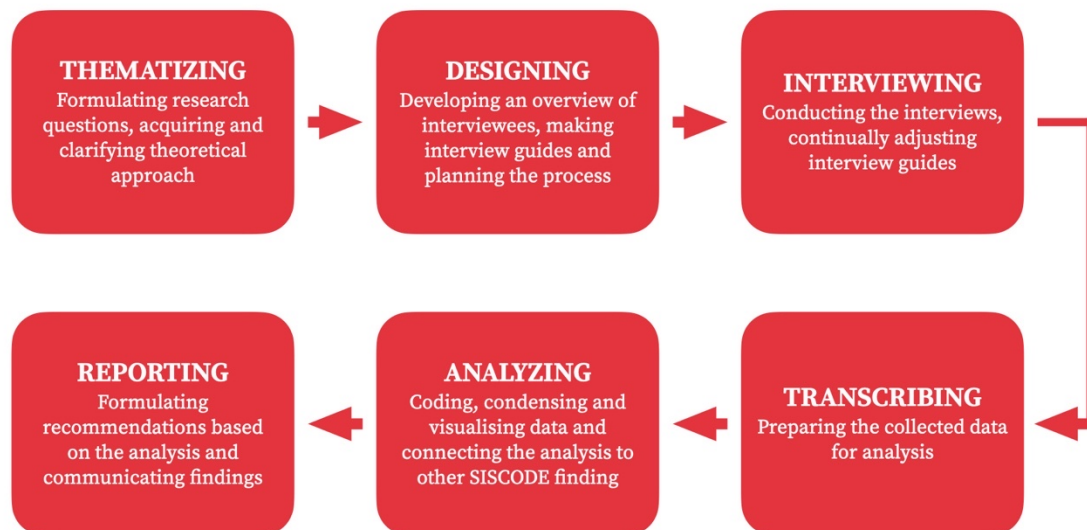 THEMATIZING
Formulating research
questions, acquiring and
clarifying theoretical
approach
DESIGNING
Developing an overview of
interviewees, making
interview guides and
planning the process
INTERVIEWING
Conducting the interviews,
continually adjusting
interview guides
REPORTING
Formulating
recommendations based
on the analysis and
communicating findings
ANALYZING
Coding, condensing and
visualising data and
connecting the analysis to
other SISCODE finding
TRANSCRIBING
Preparing the collected data
for analysis